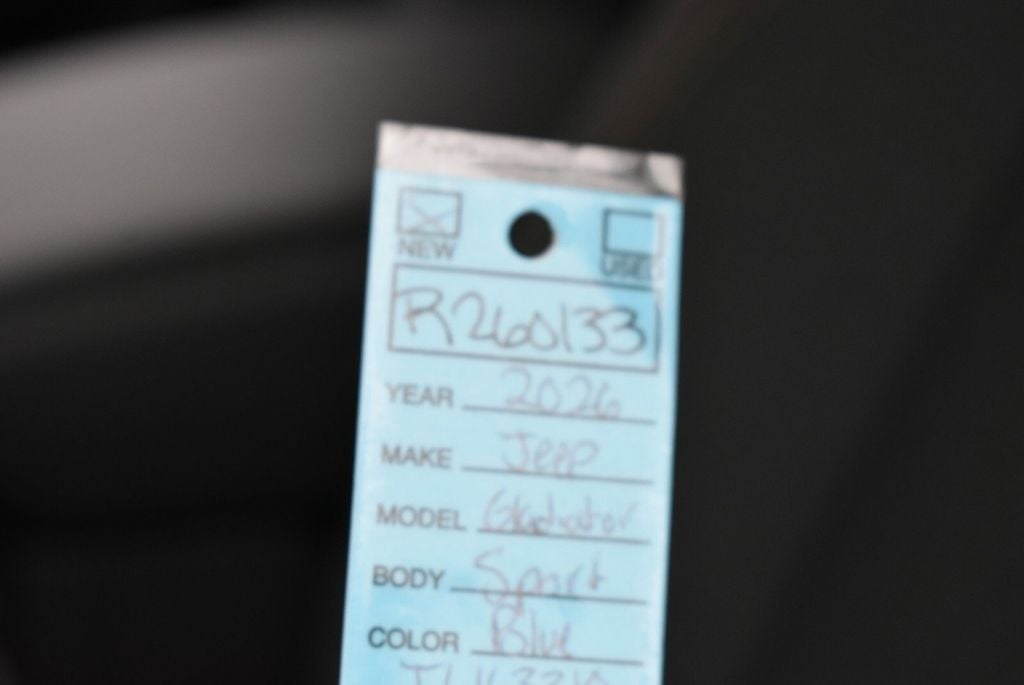 NEW USED
R260133
YEAR 2026
MAKE Jeep
MODEL Gladiator
BODY Sport
COLOR Blue